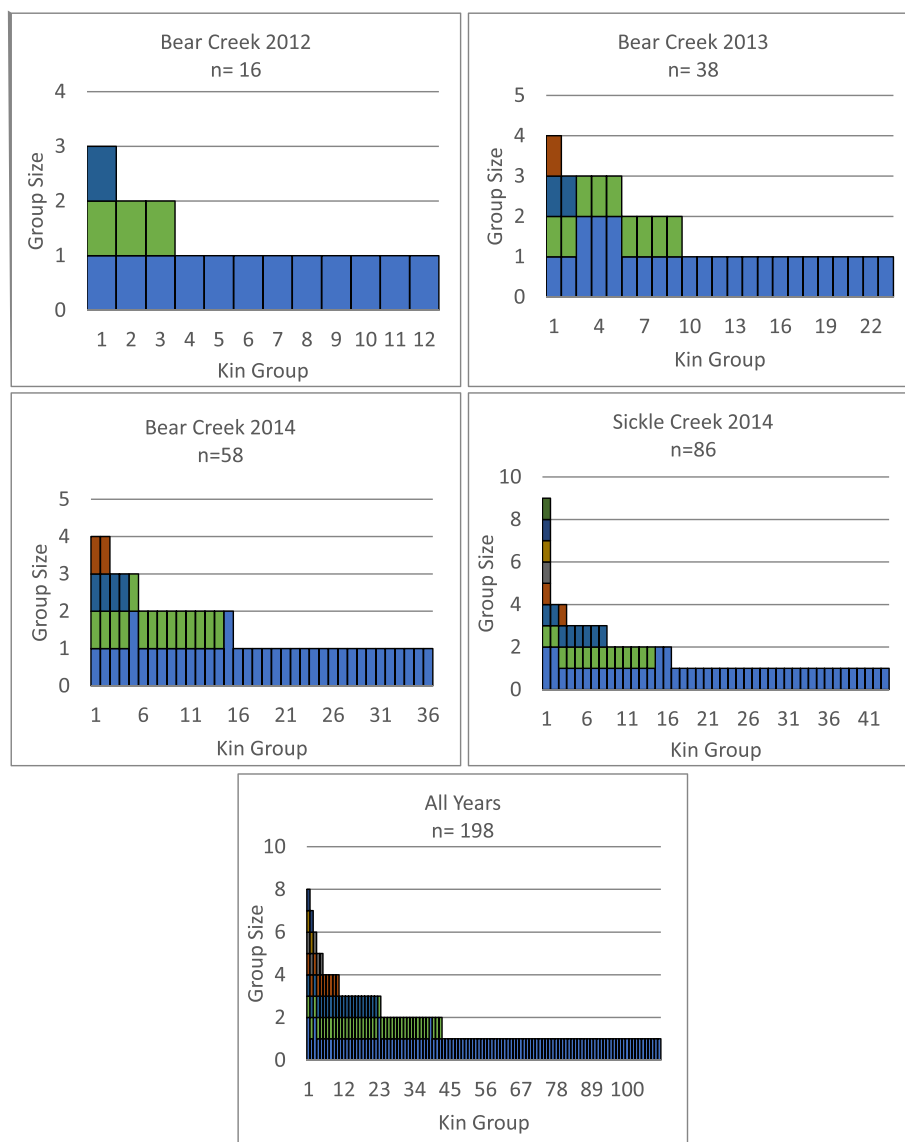 Bear Creek 2012
n= 16
4
3
2
1
0
Group Size
1 2 3 4 5 6 7 8 9 10 11 12
Kin Group
Bear Creek 2013
n= 38
5
4
3
2
1
0
Group Size
1 4 7 10 13 16 19 22
Kin Group
Bear Creek 2014
n=58
5
4
3
2
1
0
Group Size
1 6 11 16 21 26 31 36
Kin Group
Sickle Creek 2014
n=86
10
8
6
4
2
0
Group Size
1 6 11 16 21 26 31 36 41
Kin Group
All Years
n= 198
10
8
6
4
2
0
Group Size
1 12 23 34 45 56 67 78 89 100
Kin Group